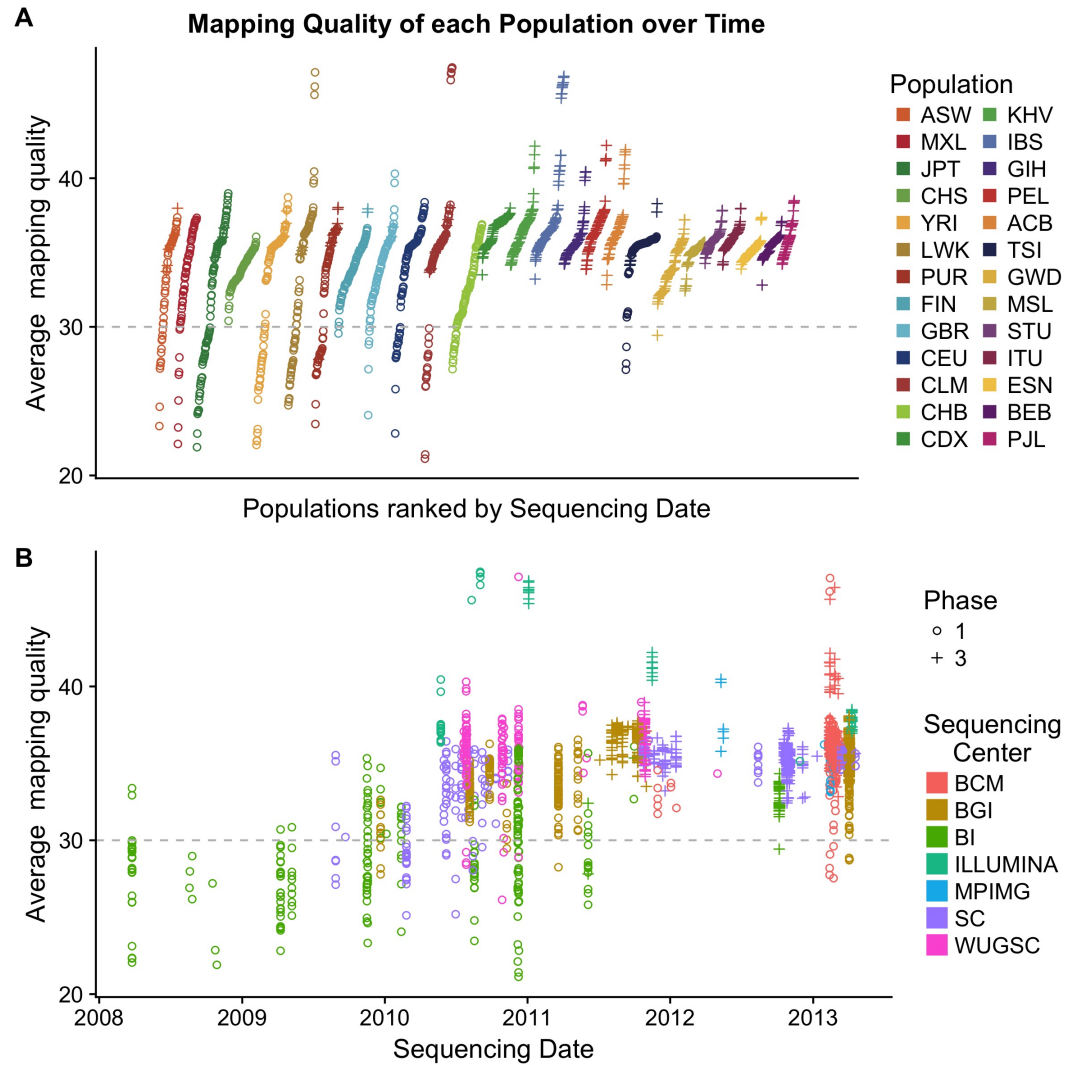 A
Mapping Quality of each Population over Time
Average mapping quality
40
30
20
Populations ranked by Sequencing Date
Population
ASW KHV
MXL IBS
JPT GIH
CHS PEL
YRI ACB
LWK TSI
PUR GWD
FIN MSL
GBR STU
CEU ITU
CLM ESN
CHB BEB
CDX PJL
B
Average mapping quality
40
30
20
2008 2009 2010 2011 2012 2013
Sequencing Date
Phase
1
3
Sequencing
Center
BCM
BGI
BI
ILLUMINA
MPIMG
SC
WUGSC